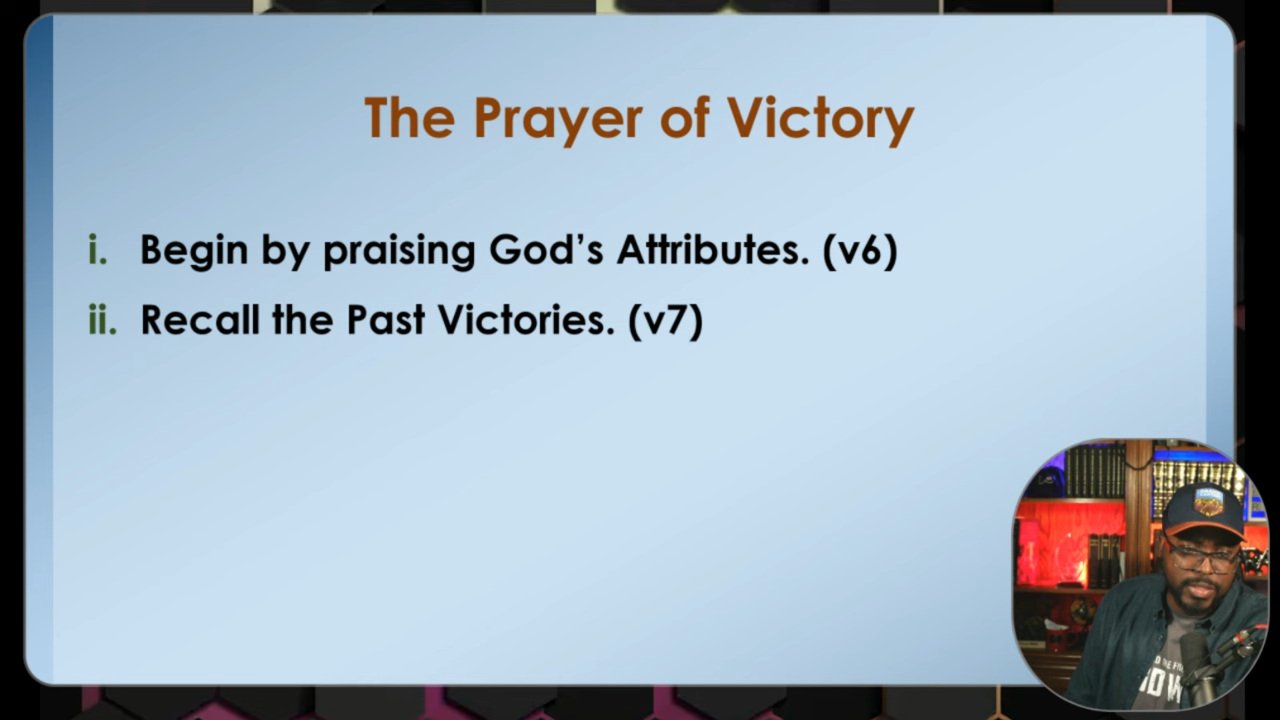 The Prayer of Victory
i. Begin by praising God’s Attributes. (v6)
ii. Recall the Past Victories. (v7)